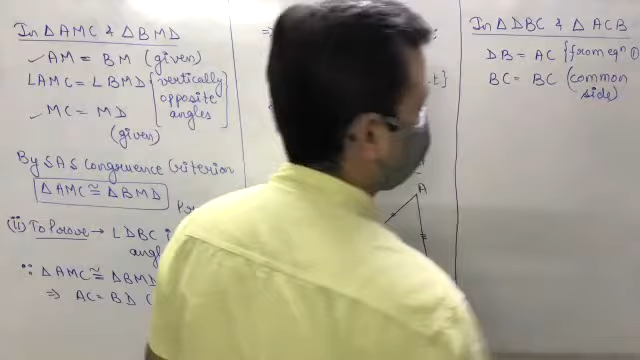 In △AMC & △BMD
✓AM = BM (given)
∠AMC = ∠BMD [vertically opposite angles]
✓MC = MD
(given)
By SAS Congruence Criterion
△AMC ≅ △BMD
(ii) To Prove → ∠DBC
∵ △AMC ≅ △BMD
⇒ AC = BD (
A
In △DBC & △ACB
DB = AC {from eqⁿ ①
BC = BC (common
side)